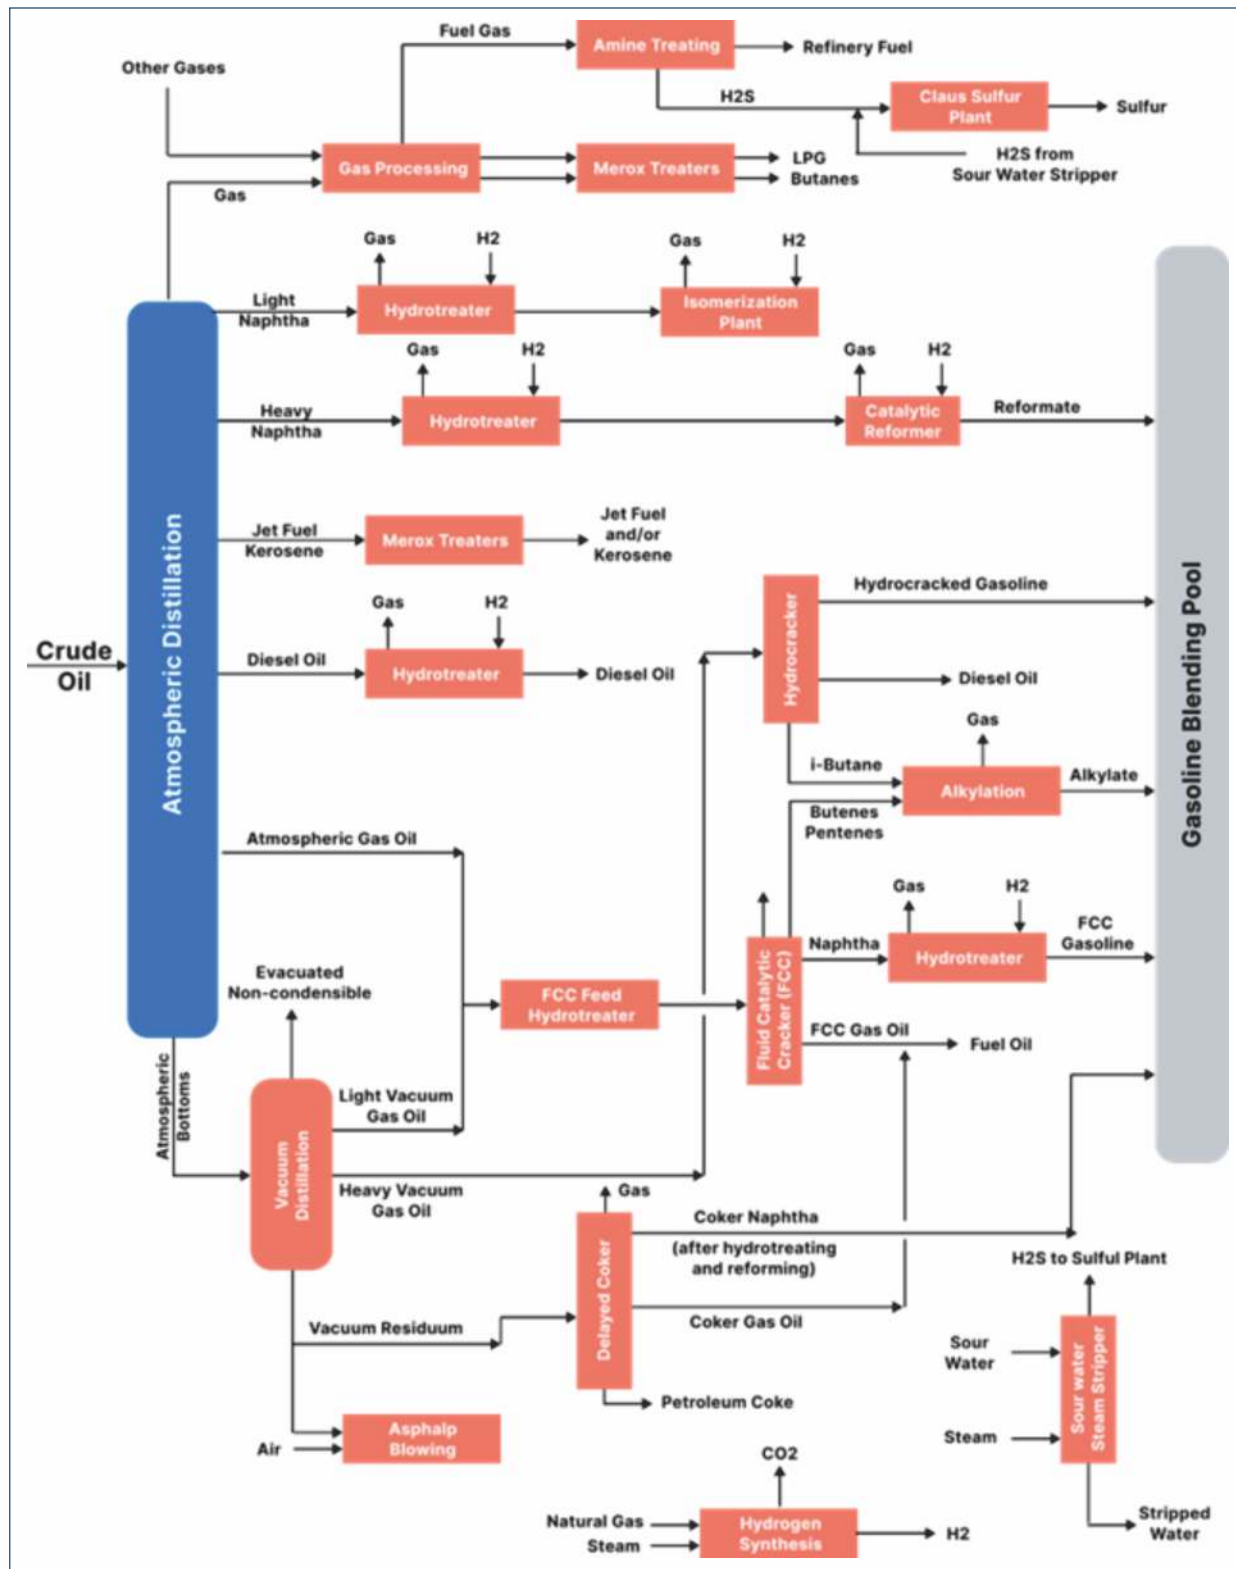 Fuel Gas
Amine Treating
Refinery Fuel
Other Gases
H2S
Claus Sulfur
Plant
Sulfur
Gas Processing
Merox Treaters
LPG
Butanes
H2S from
Sour Water Stripper
Gas
Gas
H2
Gas
H2
Light
Naphtha
Hydrotreater
Isomerization
Plant
Gas
H2
Gas
H2
Heavy
Naphtha
Hydrotreater
Catalytic
Reformer
Reformate
Jet Fuel
Kerosene
Merox Treaters
Jet Fuel
and/or
Kerosene
Atmospheric Distillation
Gasoline Blending Pool
Crude
Oil
Gas
H2
Diesel Oil
Hydrotreater
Diesel Oil
Hydrocracker
Hydrocracked Gasoline
Diesel Oil
Gas
i-Butane
Alkylation
Alkylate
Butenes
Pentenes
Atmospheric Gas Oil
Gas
H2
Naphtha
Hydrotreater
FCC
Gasoline
Evacuated
Non-condensible
FCC Feed
Hydrotreater
Fluid Catalytic
Cracker (FCC)
FCC Gas Oil
Fuel Oil
Atmospheric
Bottoms
Light Vacuum
Gas Oil
Vacuum
Distillation
Heavy Vacuum
Gas Oil
Gas
Coker Naphtha
(after hydrotreating
and reforming)
Delayed Coker
Coker Gas Oil
Vacuum Residuum
Petroleum Coke
H2S to Sulful Plant
Sour
Water
Sour water
Steam Stripper
Steam
Stripped
Water
Air
Asphalp
Blowing
CO2
Natural Gas
Steam
Hydrogen
Synthesis
H2